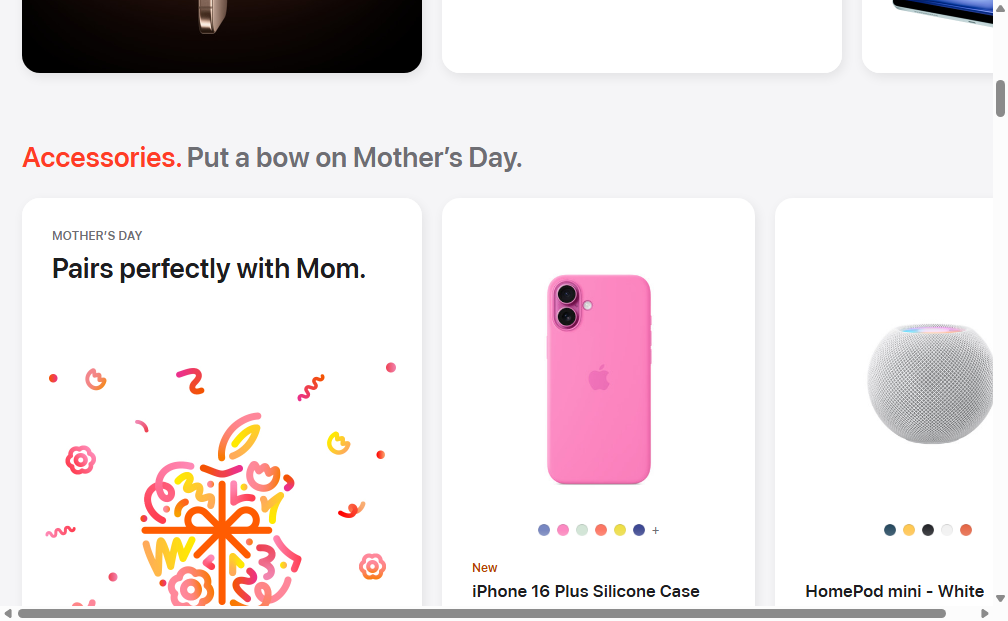 Accessories. Put a bow on Mother’s Day.
MOTHER’S DAY
Pairs perfectly with Mom.
+
New
iPhone 16 Plus Silicone Case
HomePod mini - White